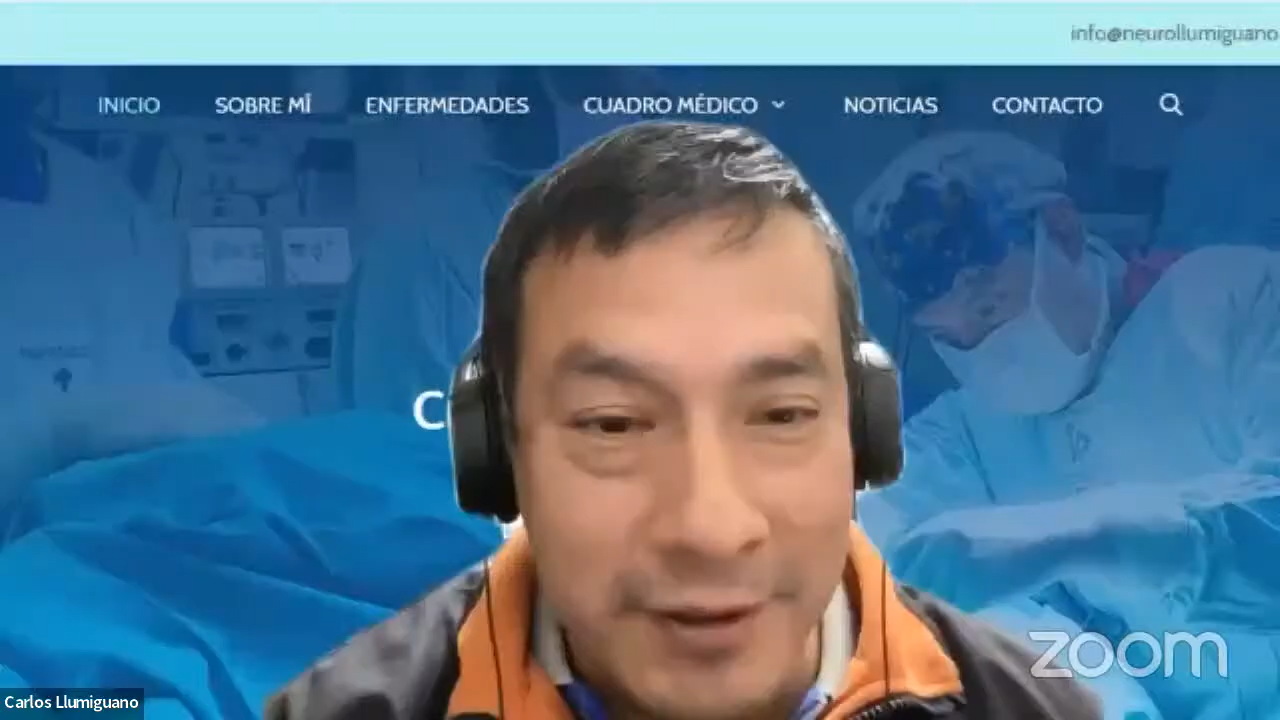 info@neurollumiguano
INICIO SOBRE MÍ ENFERMEDADES CUADRO MÉDICO NOTICIAS CONTACTO
C
zoom
Carlos Llumiguano